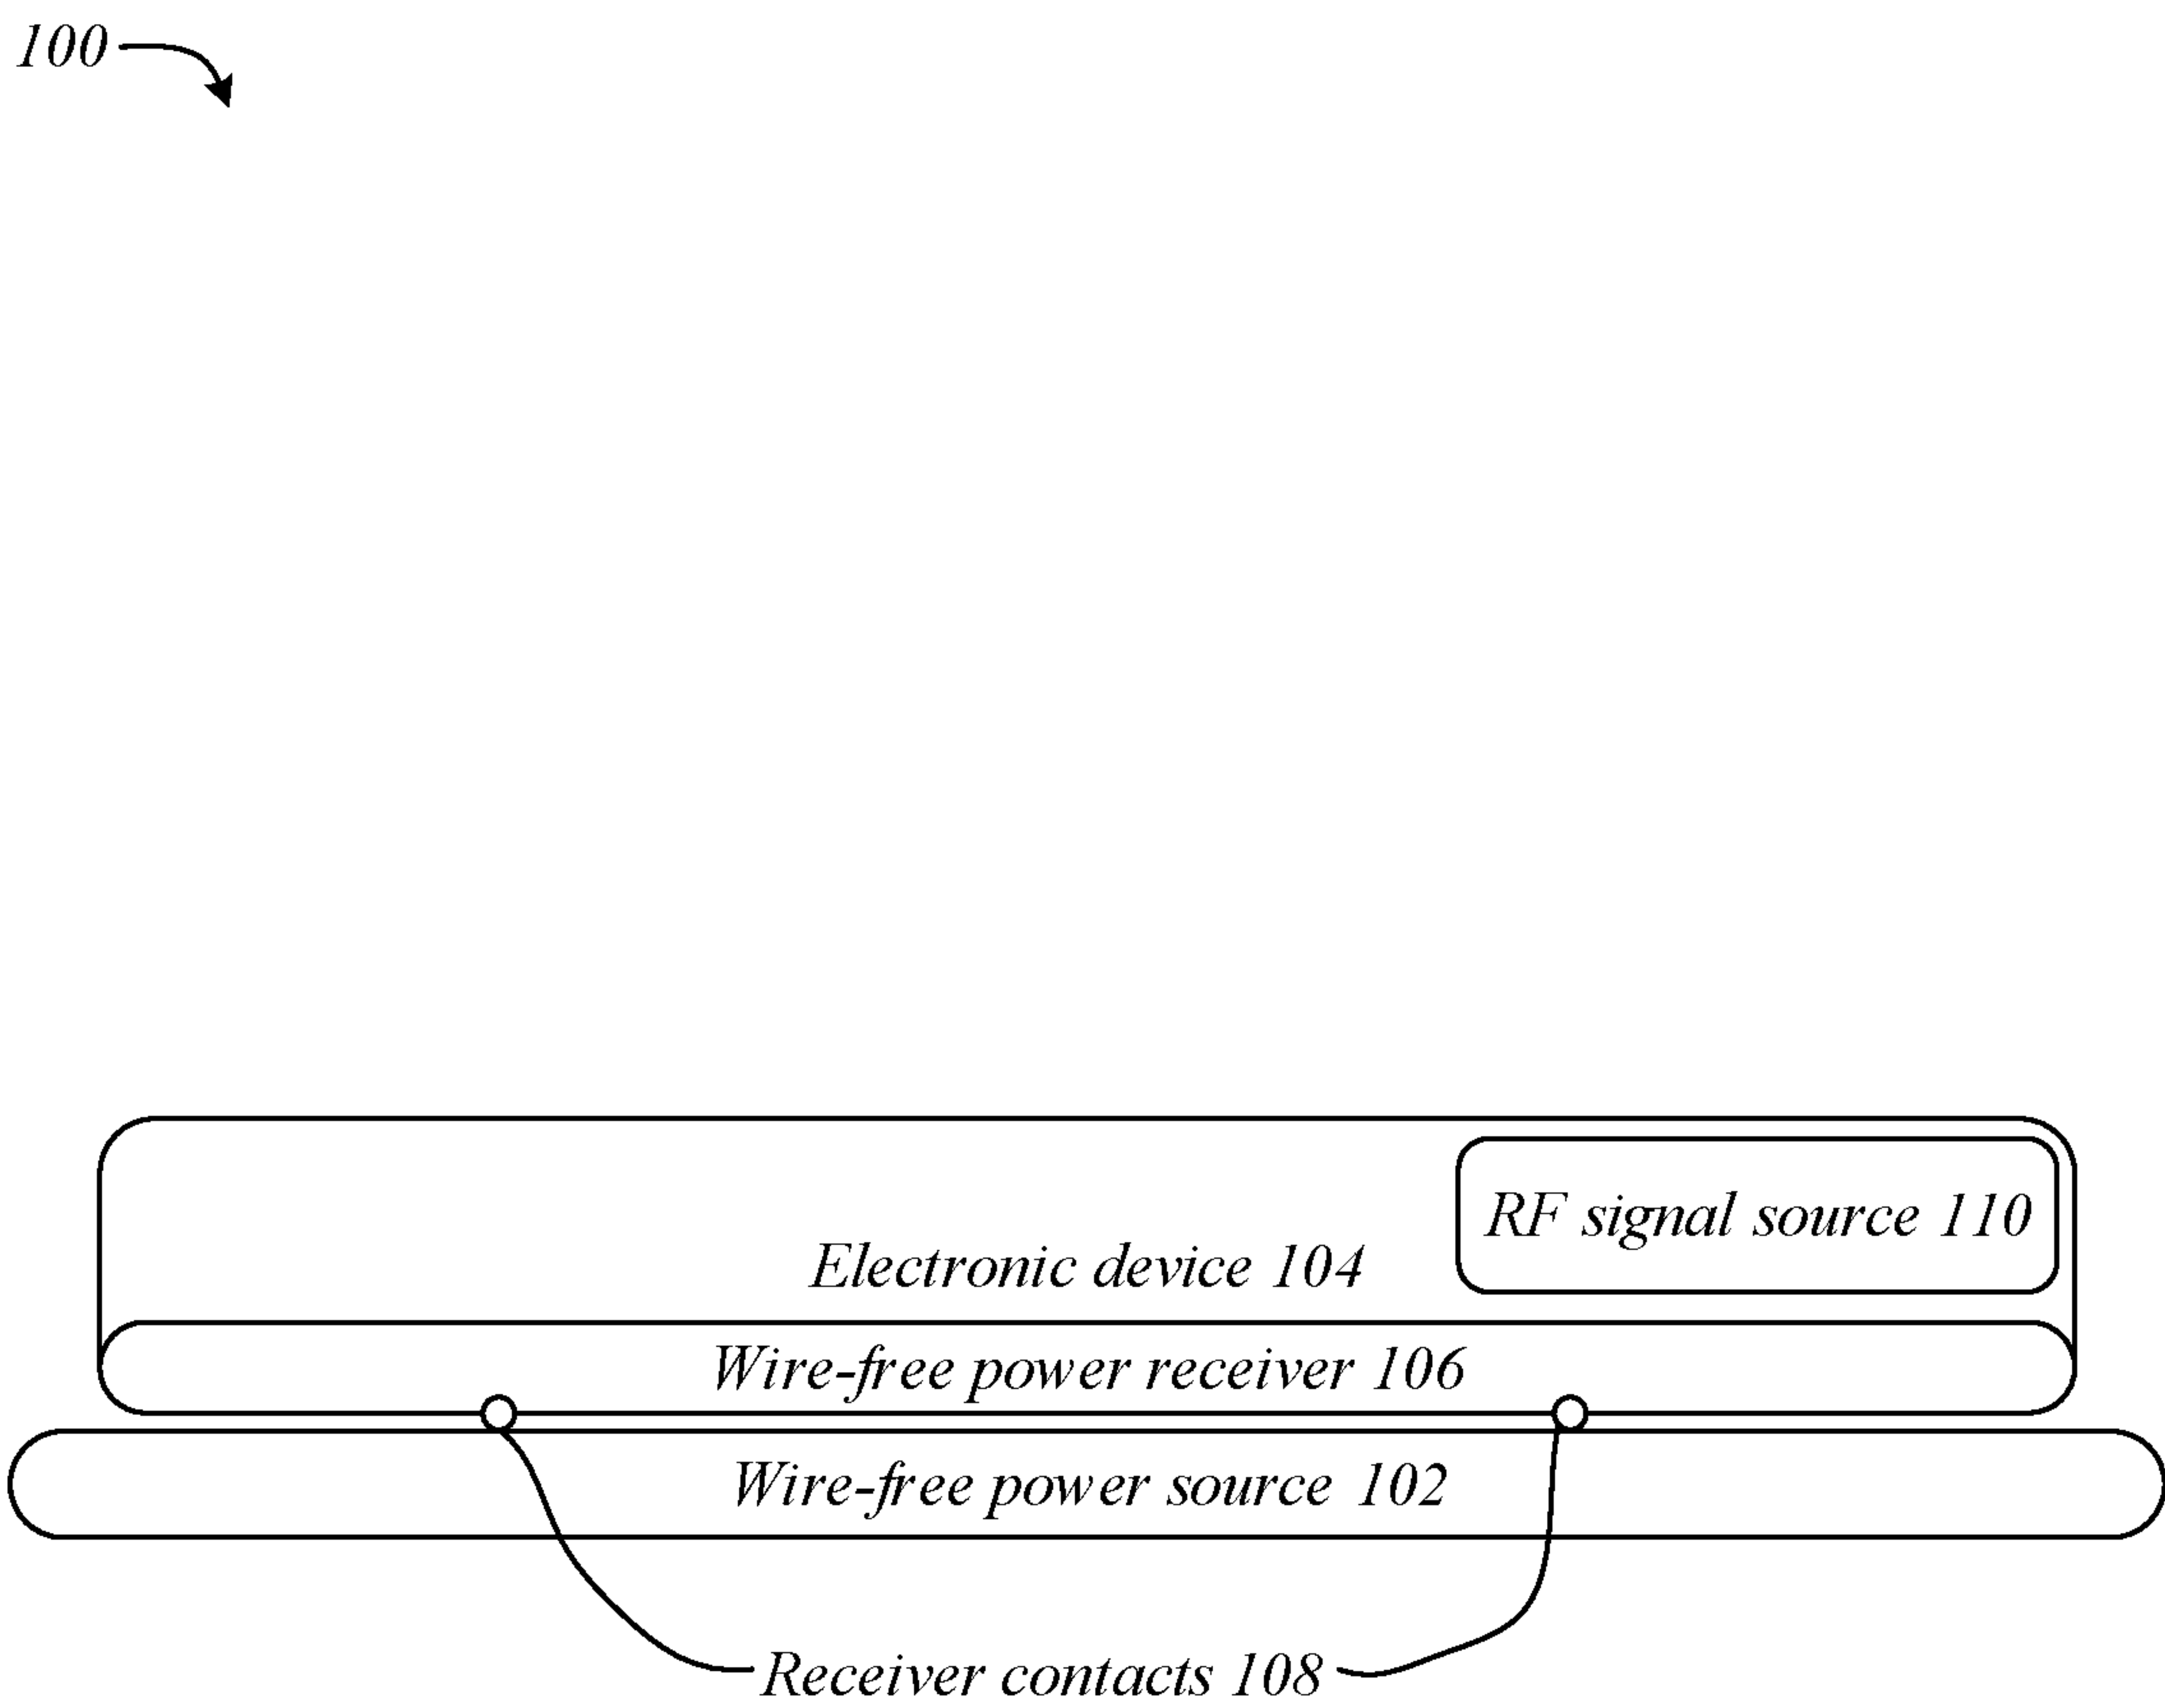 100
RF signal source 110
Electronic device 104
Wire-free power receiver 106
Wire-free power source 102
Receiver contacts 108